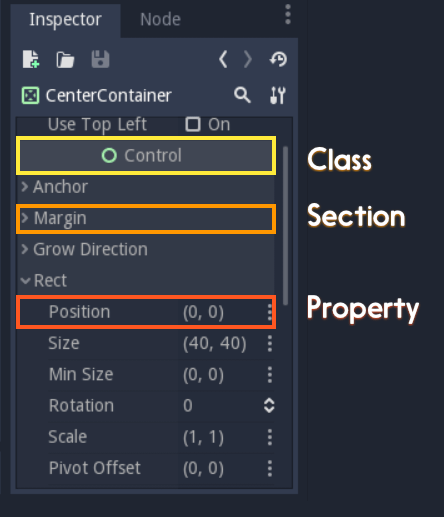 Inspector Node
CenterContainer
Use Top Left On
Control Class
Anchor
Margin Section
Grow Direction
Rect
Position (0, 0) Property
Size (40, 40)
Min Size (0, 0)
Rotation 0
Scale (1, 1)
Pivot Offset (0, 0)